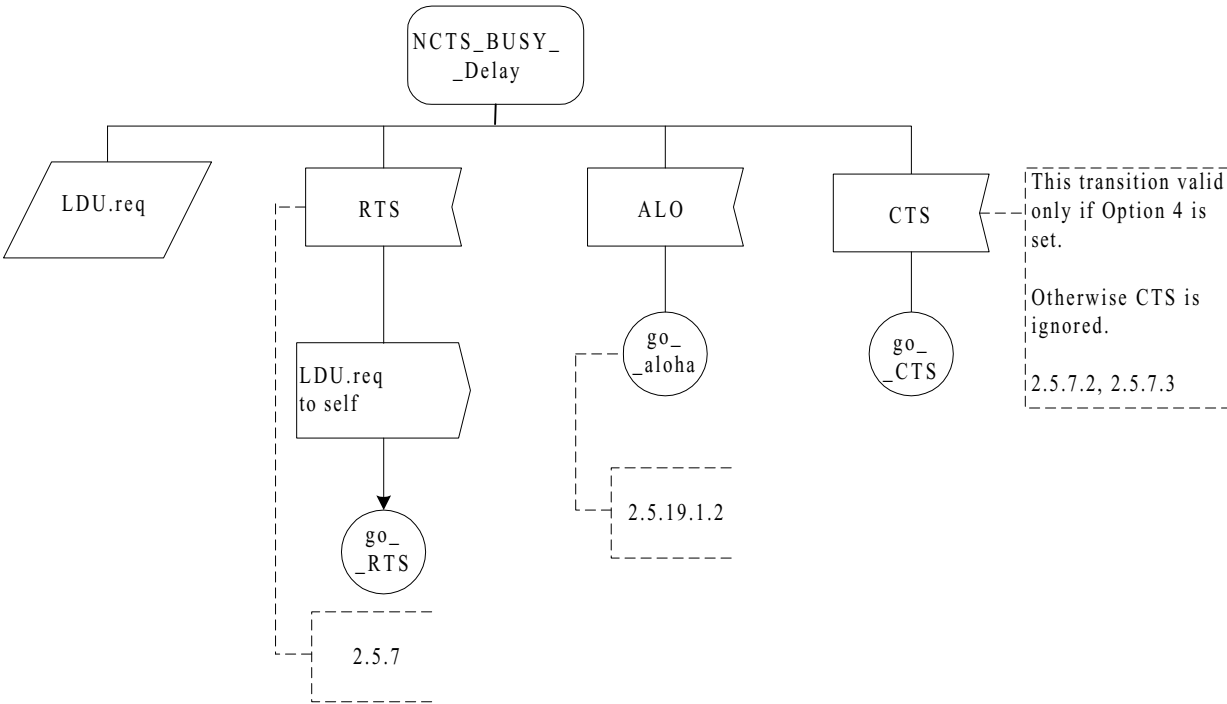 NCTS_BUSY_
_Delay
LDU.req
RTS
ALO
CTS
This transition valid
only if Option 4 is
set.
Otherwise CTS is
ignored.
2.5.7.2, 2.5.7.3
LDU.req
to self
go_
_aloha
go_
_CTS
2.5.19.1.2
go_
_RTS
2.5.7